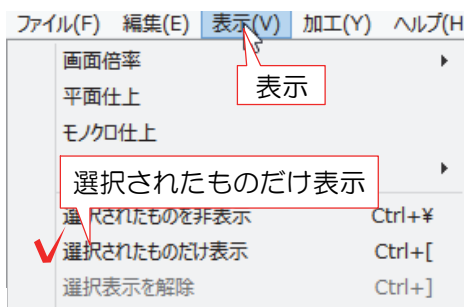 ファイル(F) 編集(E) 表示(V) 加工(Y) ヘルプ(H
画面倍率
表示
平面仕上
モノクロ仕上
選択されたものだけ表示
選択されたものを非表示 Ctrl+¥
選択されたものだけ表示 Ctrl+[
選択表示を解除 Ctrl+]